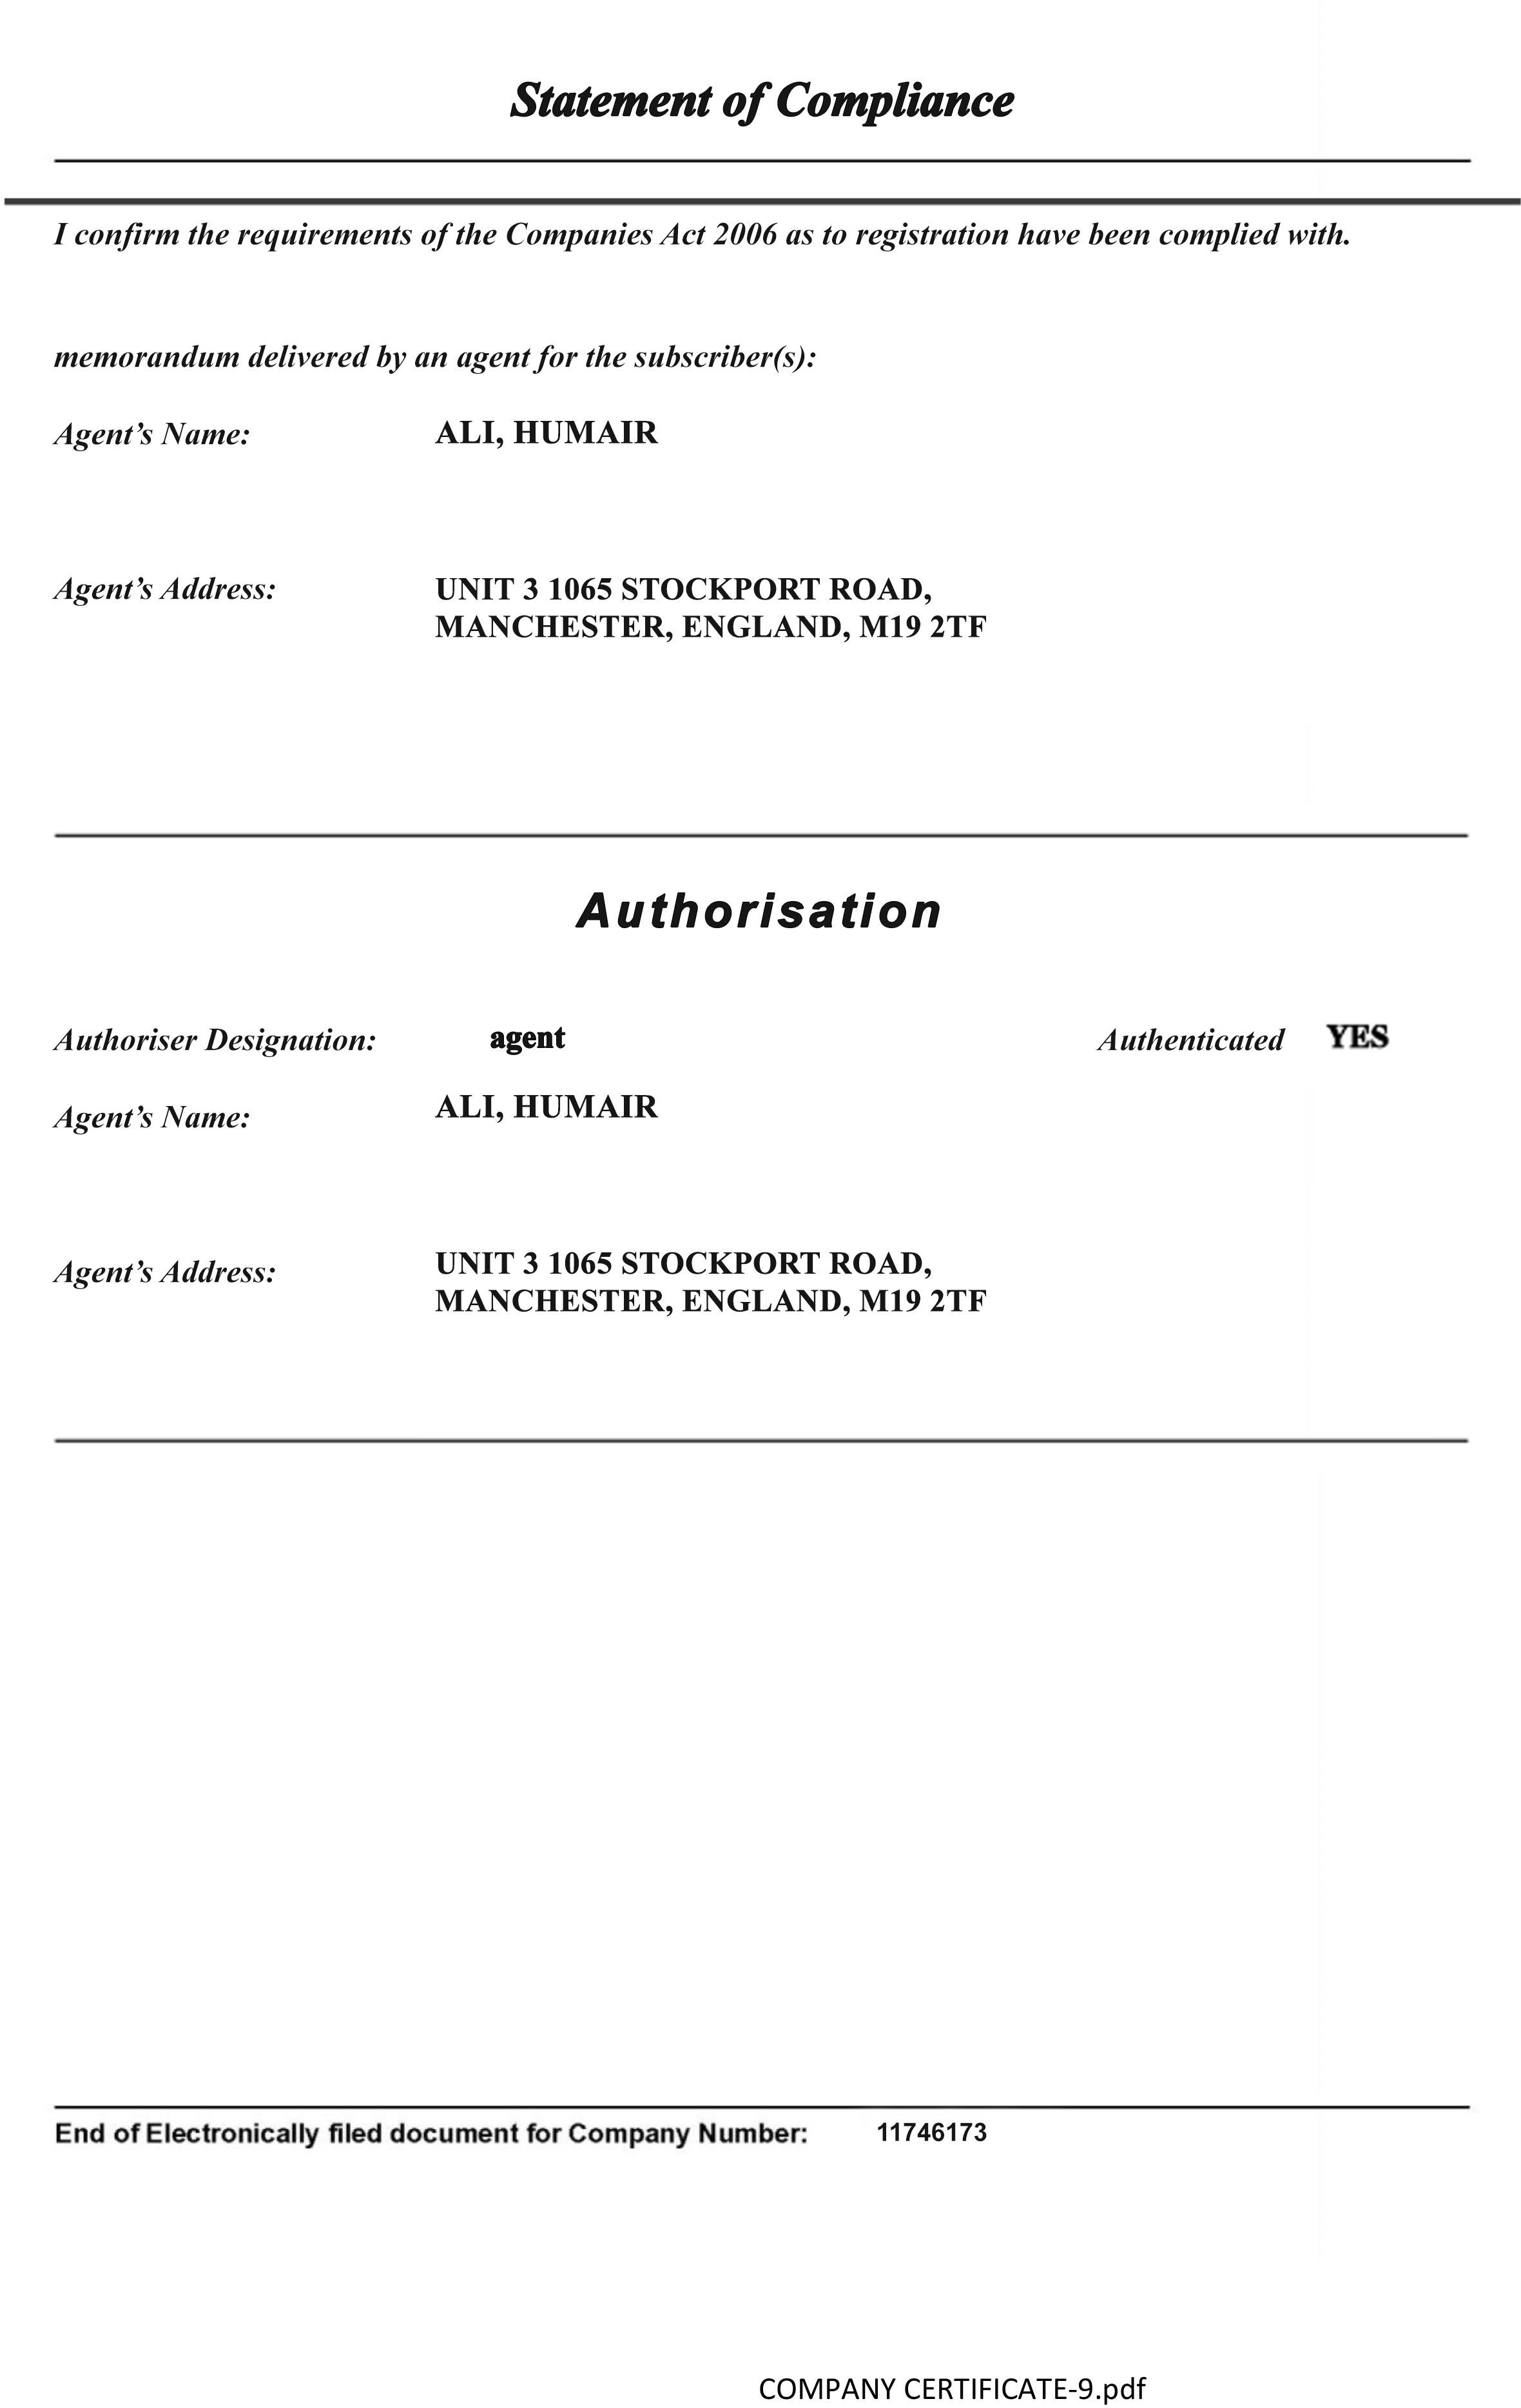 Statement of Compliance
I confirm the requirements of the Companies Act 2006 as to registration have been complied with.
memorandum delivered by an agent for the subscriber(s):
Agent’s Name: ALI, HUMAIR
Agent’s Address: UNIT 3 1065 STOCKPORT ROAD,
MANCHESTER, ENGLAND, M19 2TF
Authorisation
Authoriser Designation: agent Authenticated YES
Agent’s Name: ALI, HUMAIR
Agent’s Address: UNIT 3 1065 STOCKPORT ROAD,
MANCHESTER, ENGLAND, M19 2TF
End of Electronically filed document for Company Number: 11746173
COMPANY CERTIFICATE-9.pdf